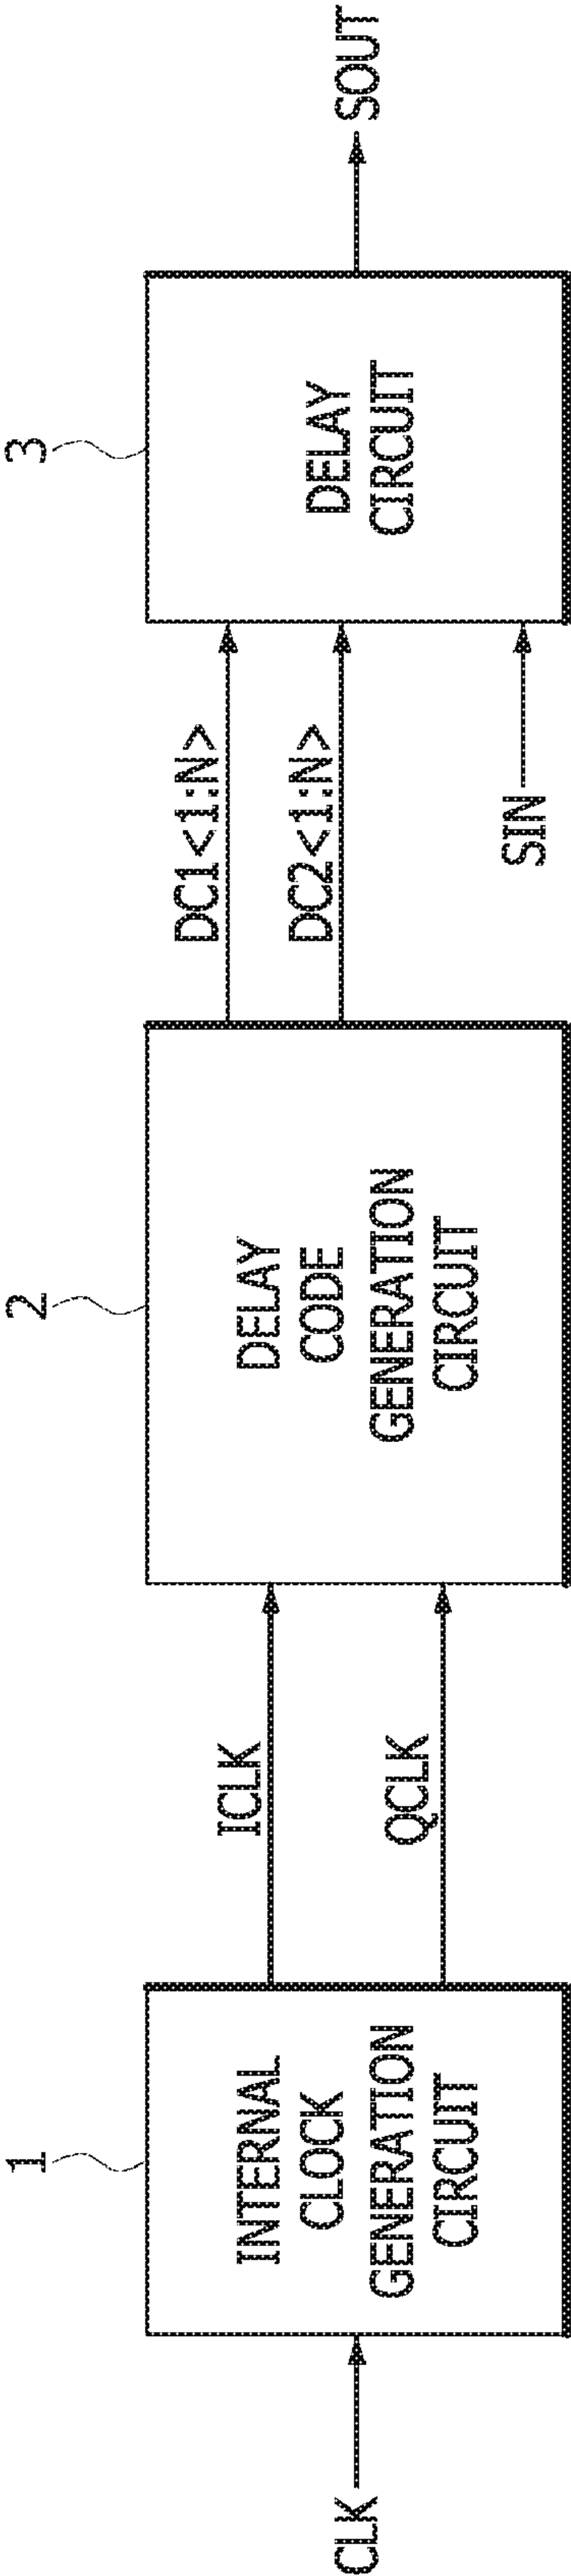 CLK
1
INTERNAL
CLOCK
GENERATION
CIRCUIT
ICLK
QCLK
2
DELAY
CODE
GENERATION
CIRCUIT
DC1<1:N>
DC2<1:N>
SIN
3
DELAY
CIRCUIT
SOUT